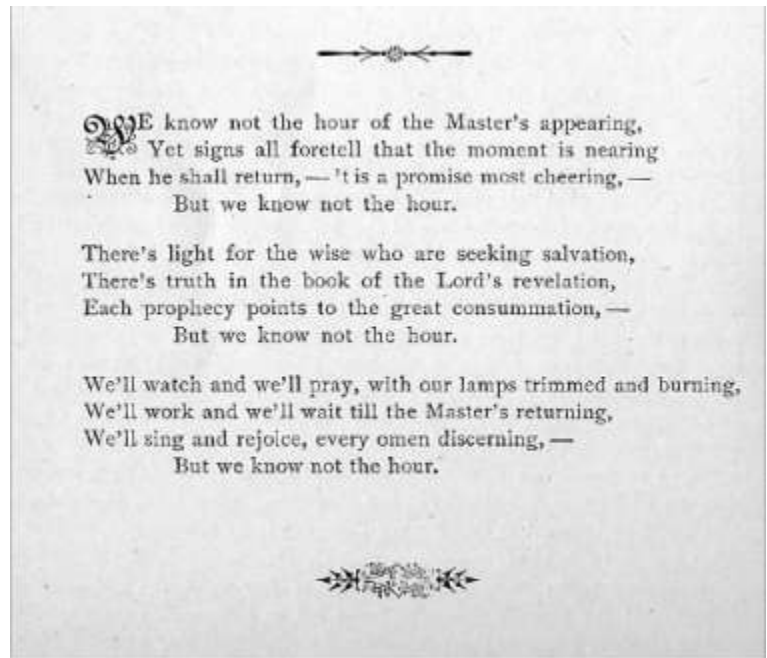 WE know not the hour of the Master's appearing,
Yet signs all foretell that the moment is nearing
When he shall return, — 't is a promise most cheering, —
But we know not the hour.
There's light for the wise who are seeking salvation,
There's truth in the book of the Lord's revelation,
Each prophecy points to the great consummation, —
But we know not the hour.
We'll watch and we'll pray, with our lamps trimmed and burning,
We'll work and we'll wait till the Master's returning,
We'll sing and rejoice, every omen discerning, —
But we know not the hour.